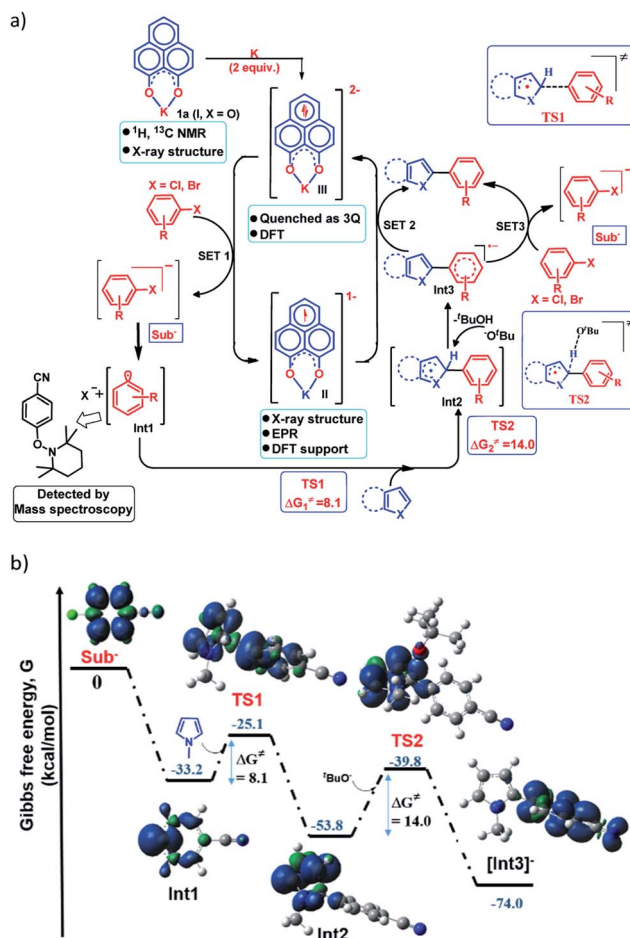 a)
K
(2 equiv.)
O
O
K
1a (I, X = O)
● ¹H, ¹³C NMR
● X-ray structure
2-
O
O
K
III
● Quenched as 3Q
● DFT
X = Cl, Br
X
R
SET 1
X
R
Sub⁻
X⁻ +
R
Int1
CN
O
N
Detected by
Mass spectroscopy
1-
O
O
K
II
● X-ray structure
● EPR
● DFT support
TS1
ΔG₁≠ =8.1
X
H
X
R
TS1
≠
X
R
SET 2
SET3
X
R
Int3
X
R
Sub⁻
X
R
X = Cl, Br
-ᵗBuOH
⁻OᵗBu
H
X
R
Int2
TS2
ΔG₂≠ =14.0
OᵗBu
H
X
R
TS2
≠
b)
Gibbs free energy, G
(kcal/mol)
Sub⁻
0
N
-33.2
Int1
TS1
-25.1
ΔG≠
= 8.1
-53.8
Int2
ᵗBuO⁻
TS2
-39.8
ΔG≠
= 14.0
[Int3]⁻
-74.0